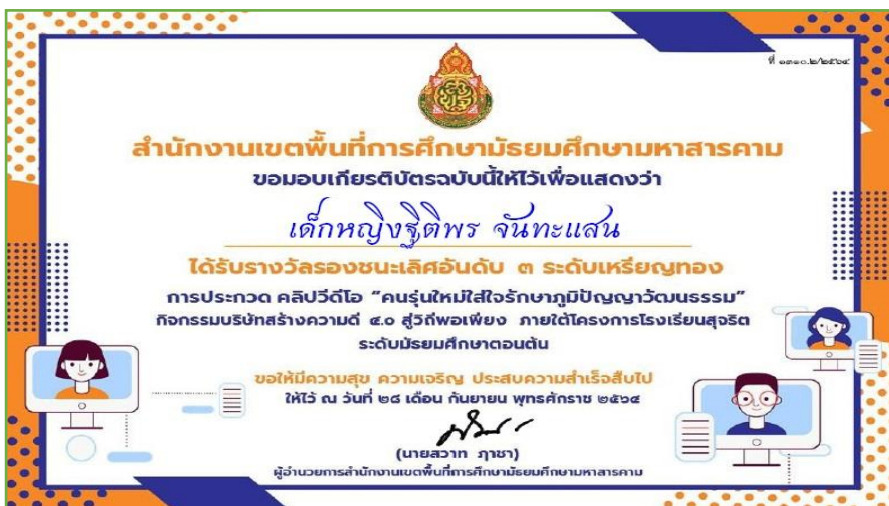 ที่ ๑๓๑๐.๒/๒๕๖๔
สำนักงานเขตพื้นที่การศึกษามัธยมศึกษามหาสารคาม
ขอมอบเกียรติบัตรฉบับนี้ให้ไว้เพื่อแสดงว่า
เด็กหญิงฐิติพร จันทะแสน
ได้รับรางวัลรองชนะเลิศอันดับ ๓ ระดับเหรียญทอง
การประกวด คลิปวีดีโอ “คนรุ่นใหม่ใส่ใจรักษาภูมิปัญญาวัฒนธรรม”
กิจกรรมบริษัทสร้างความดี ๔.๐ สู่วิถีพอเพียง ภายใต้โครงการโรงเรียนสุจริต
ระดับมัธยมศึกษาตอนต้น
ขอให้มีความสุข ความเจริญ ประสบความสำเร็จสืบไป
ให้ไว้ ณ วันที่ ๒๘ เดือน กันยายน พุทธศักราช ๒๕๖๔
(นายสวาท ฦาชา)
ผู้อำนวยการสำนักงานเขตพื้นที่การศึกษามัธยมศึกษามหาสารคาม